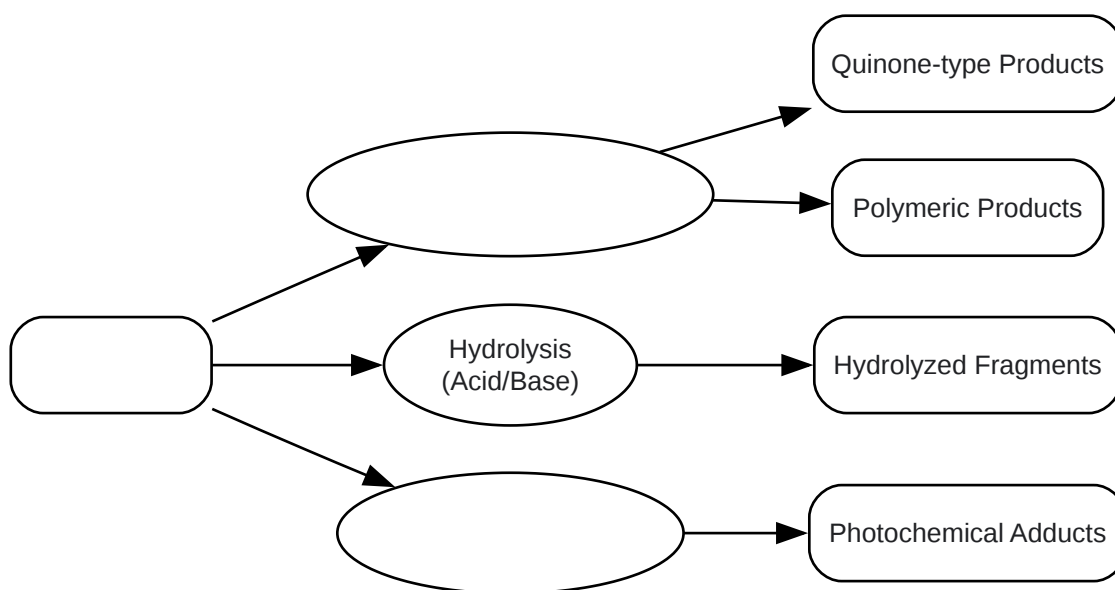 Quinone-type Products
Polymeric Products
Hydrolysis
(Acid/Base)
Hydrolyzed Fragments
Photochemical Adducts